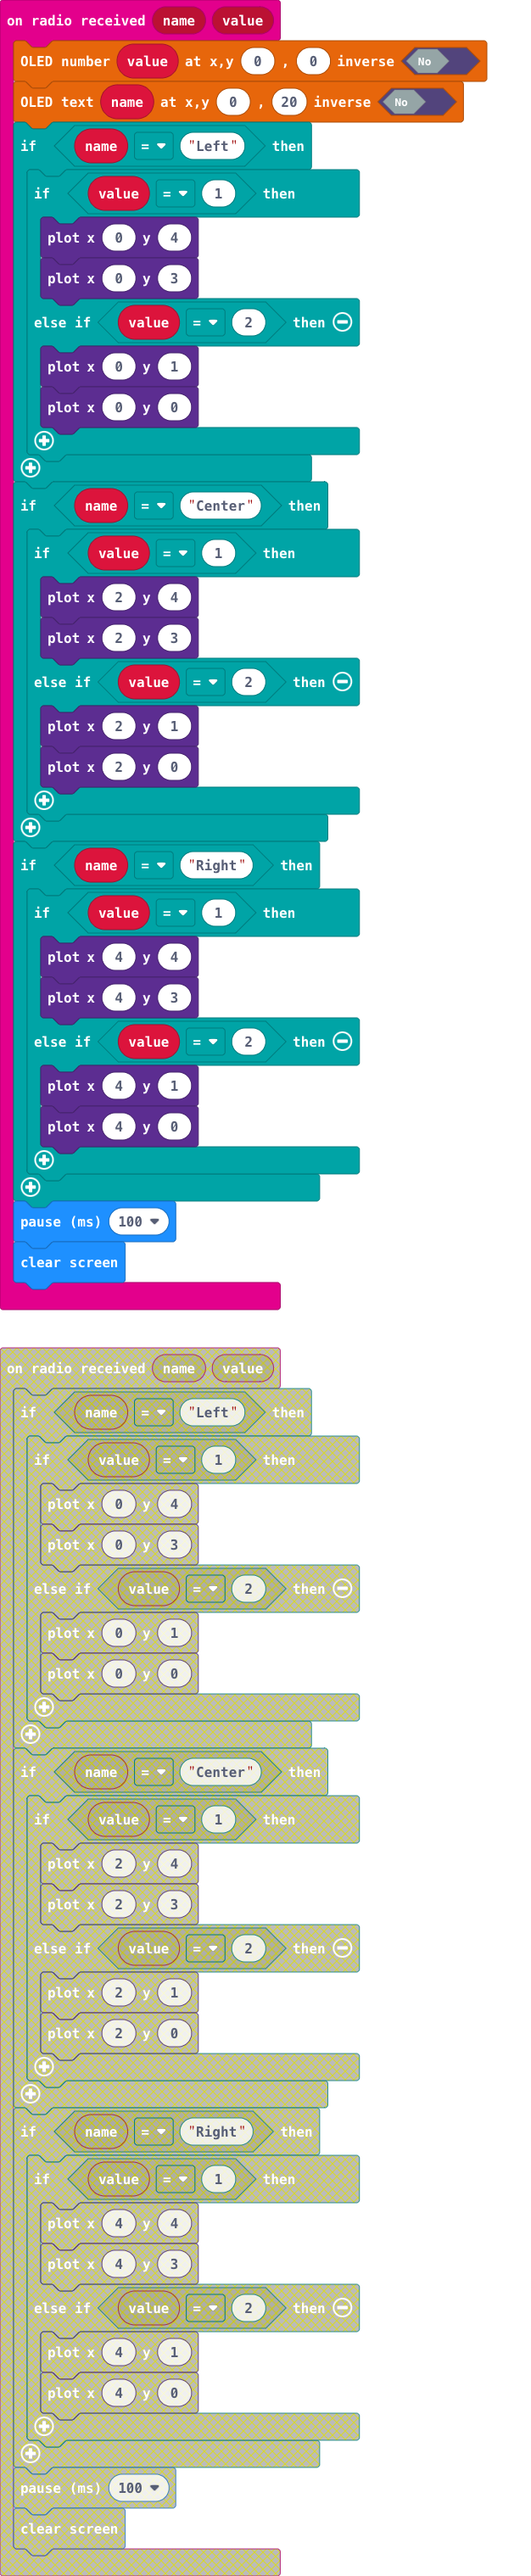 on radio received name value
OLED number value at x,y 0 , 0 inverse No
OLED text name at x,y 0 , 20 inverse No
if name = "Left" then
if value = 1 then
plot x 0 y 4
plot x 0 y 3
else if value = 2 then
plot x 0 y 1
plot x 0 y 0
if name = "Center" then
if value = 1 then
plot x 2 y 4
plot x 2 y 3
else if value = 2 then
plot x 2 y 1
plot x 2 y 0
if name = "Right" then
if value = 1 then
plot x 4 y 4
plot x 4 y 3
else if value = 2 then
plot x 4 y 1
plot x 4 y 0
pause (ms) 100
clear screen
on radio received name value
if name = "Left" then
if value = 1 then
plot x 0 y 4
plot x 0 y 3
else if value = 2 then
plot x 0 y 1
plot x 0 y 0
if name = "Center" then
if value = 1 then
plot x 2 y 4
plot x 2 y 3
else if value = 2 then
plot x 2 y 1
plot x 2 y 0
if name = "Right" then
if value = 1 then
plot x 4 y 4
plot x 4 y 3
else if value = 2 then
plot x 4 y 1
plot x 4 y 0
pause (ms) 100
clear screen